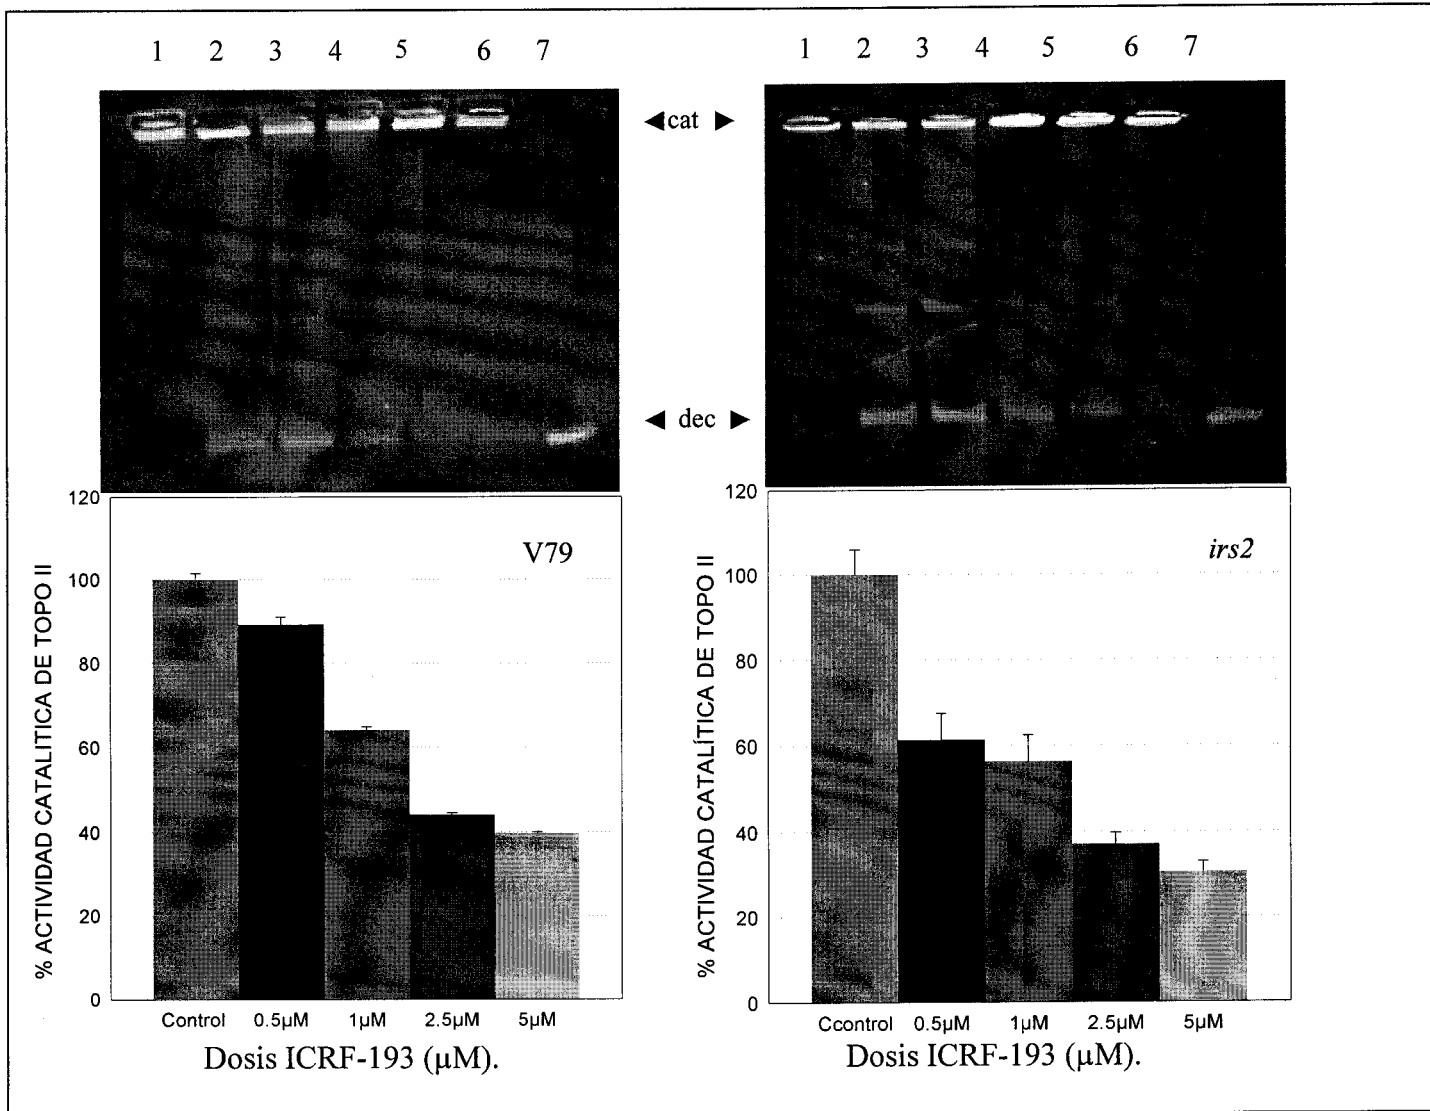 1 2 3 4 5 6 7
1 2 3 4 5 6 7
◄cat ►
◄ dec ►
% ACTIVIDAD CATALITICA DE TOPO II
120
100
80
60
40
20
0
V79
Control 0.5µM 1µM 2.5µM 5µM
Dosis ICRF-193 (µM).
% ACTIVIDAD CATALÍTICA DE TOPO II
120
100
80
60
40
20
0
irs2
Ccontrol 0.5µM 1µM 2.5µM 5µM
Dosis ICRF-193 (µM).